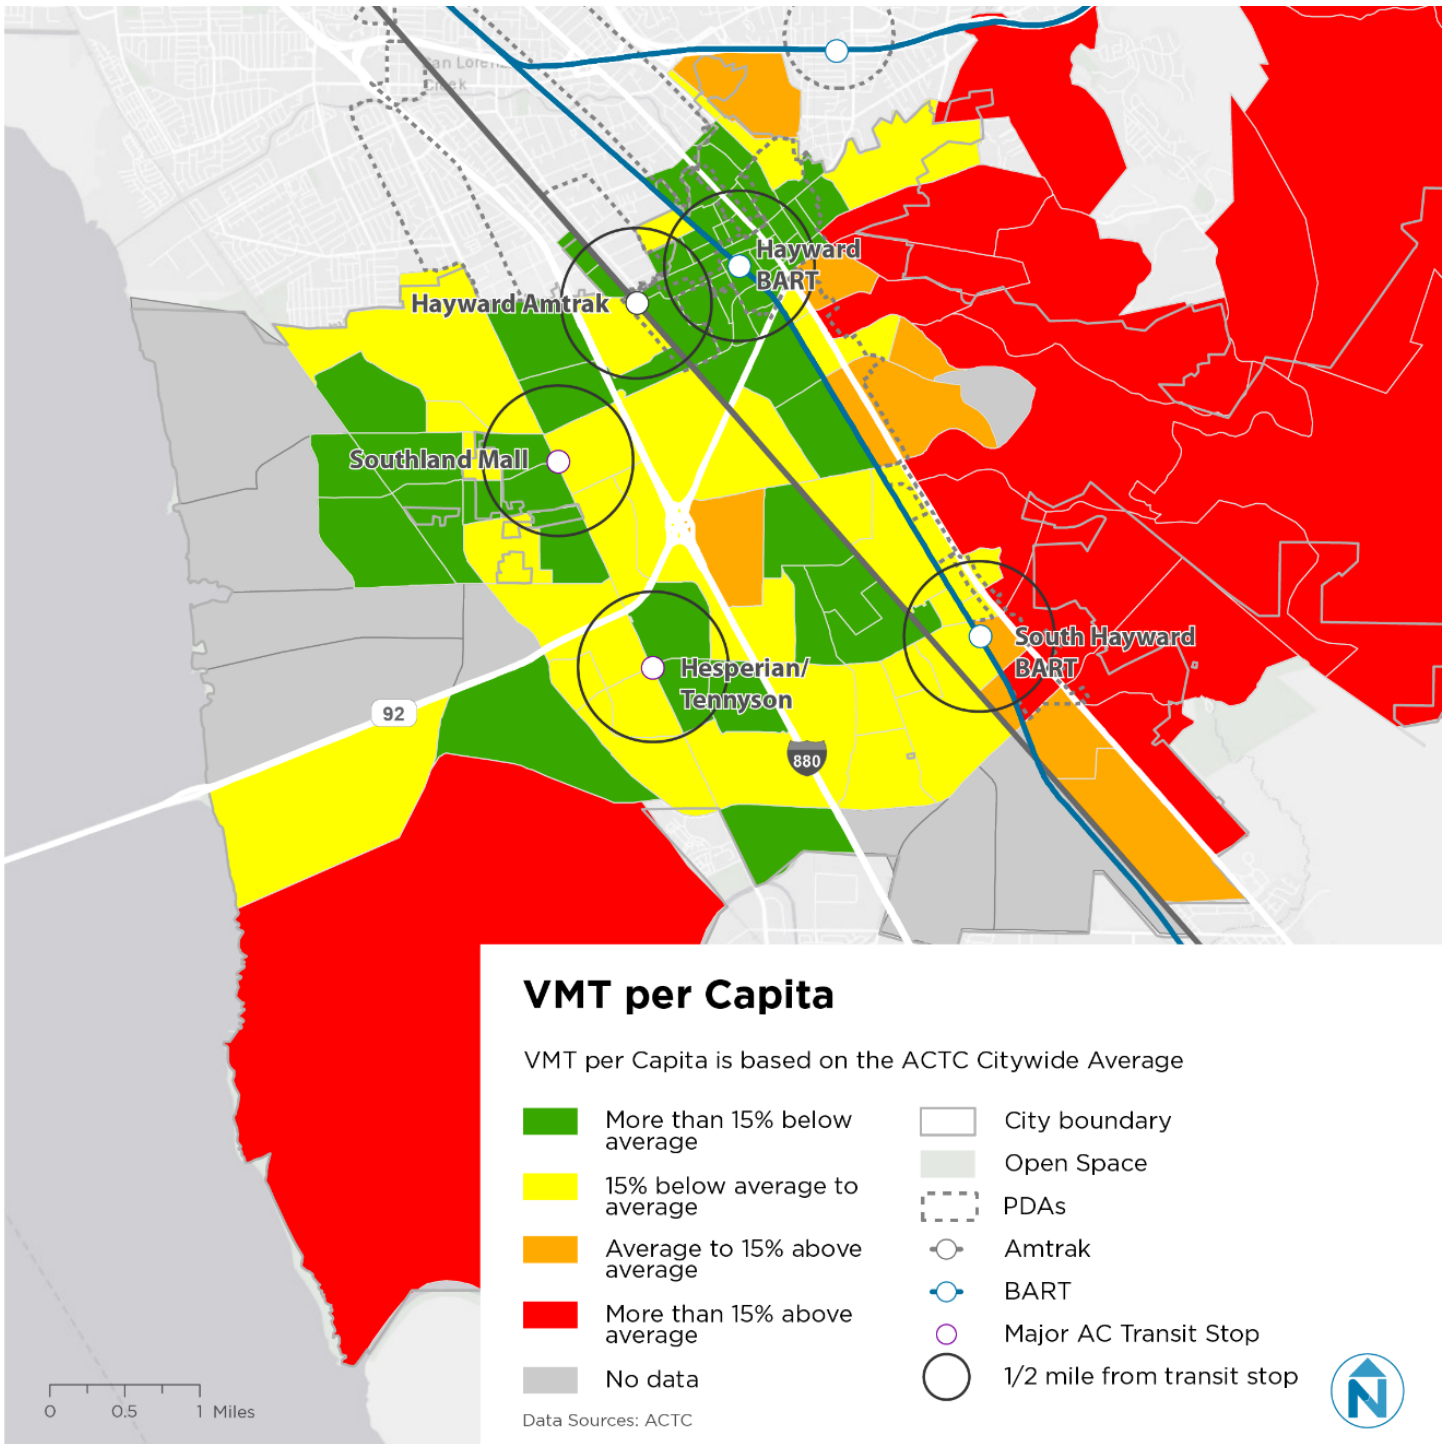 San Lorenzo
Creek
Hayward
BART
Hayward Amtrak
Southland Mall
South Hayward
BART
Hesperian/
Tennyson
92
880
VMT per Capita
VMT per Capita is based on the ACTC Citywide Average
More than 15% below
average
15% below average to
average
Average to 15% above
average
More than 15% above
average
No data
Data Sources: ACTC
City boundary
Open Space
PDAs
Amtrak
BART
Major AC Transit Stop
1/2 mile from transit stop
0 0.5 1 Miles
N